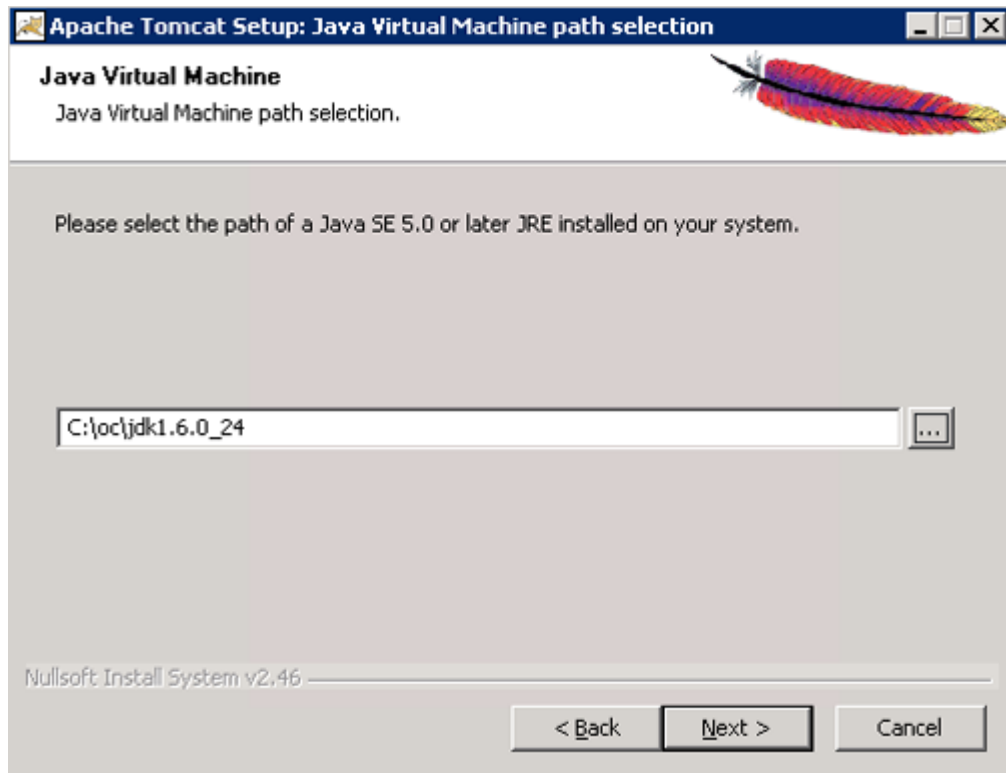 Apache Tomcat Setup: Java Virtual Machine path selection
Java Virtual Machine
Java Virtual Machine path selection.
Please select the path of a Java SE 5.0 or later JRE installed on your system.
C:\oc\jdk1.6.0_24
...
Nullsoft Install System v2.46
< Back
Next >
Cancel